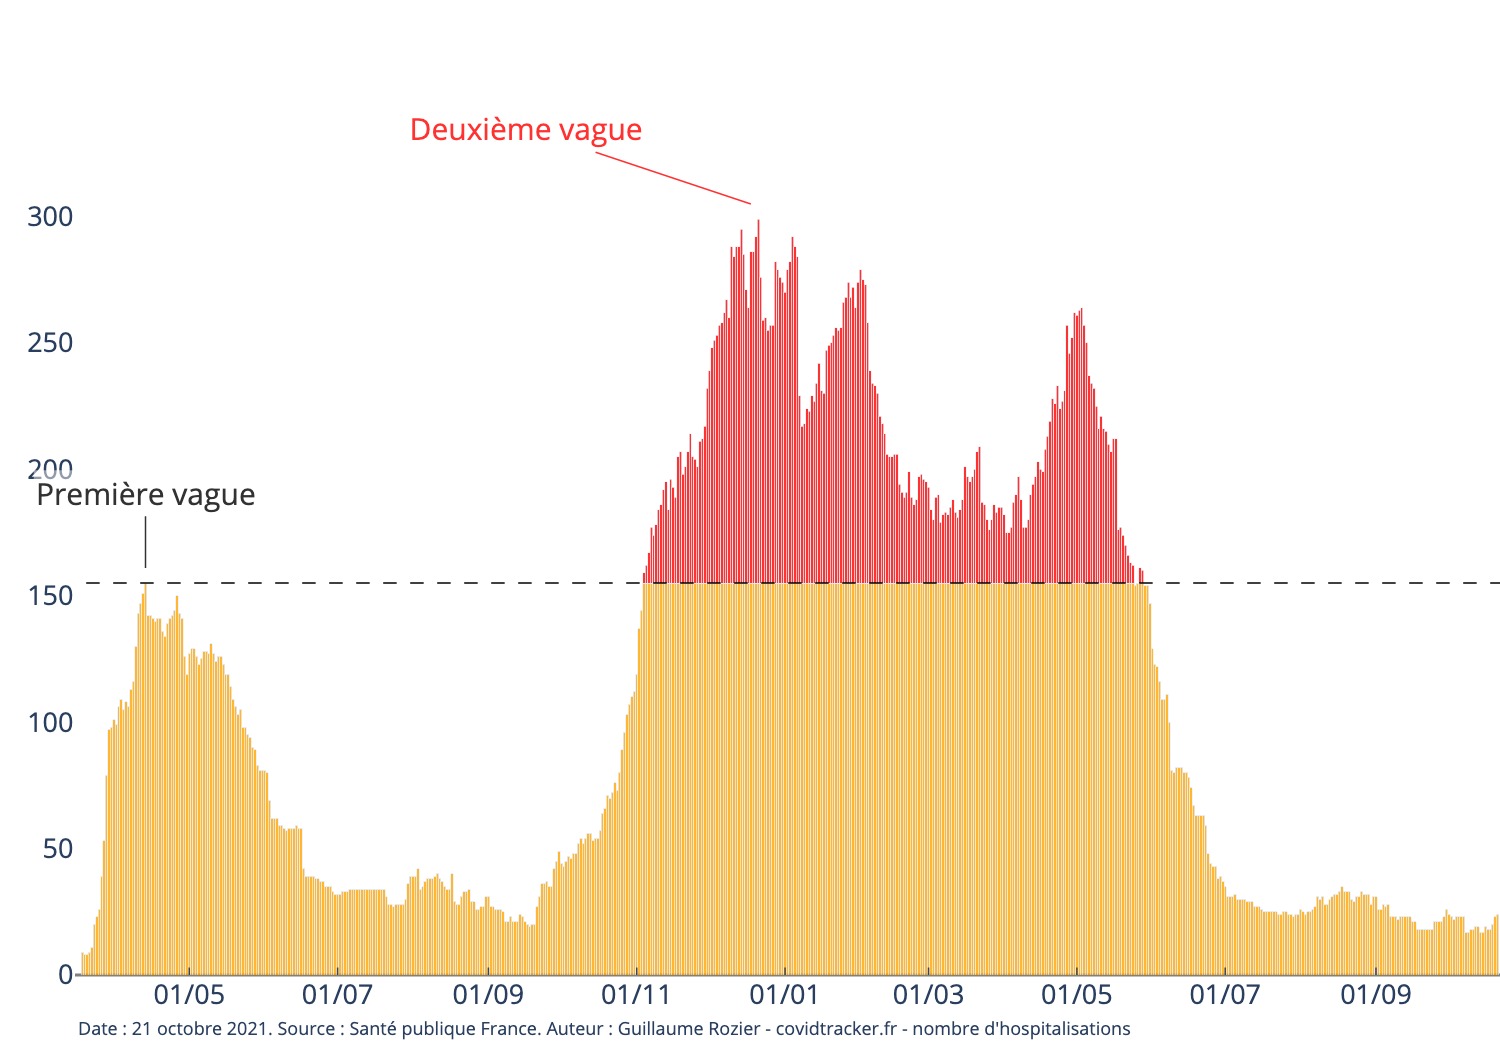 Deuxième vague
300
250
200
Première vague
150
100
50
0
01/05 01/07 01/09 01/11 01/01 01/03 01/05 01/07 01/09
Date : 21 octobre 2021. Source : Santé publique France. Auteur : Guillaume Rozier - covidtracker.fr - nombre d'hospitalisations